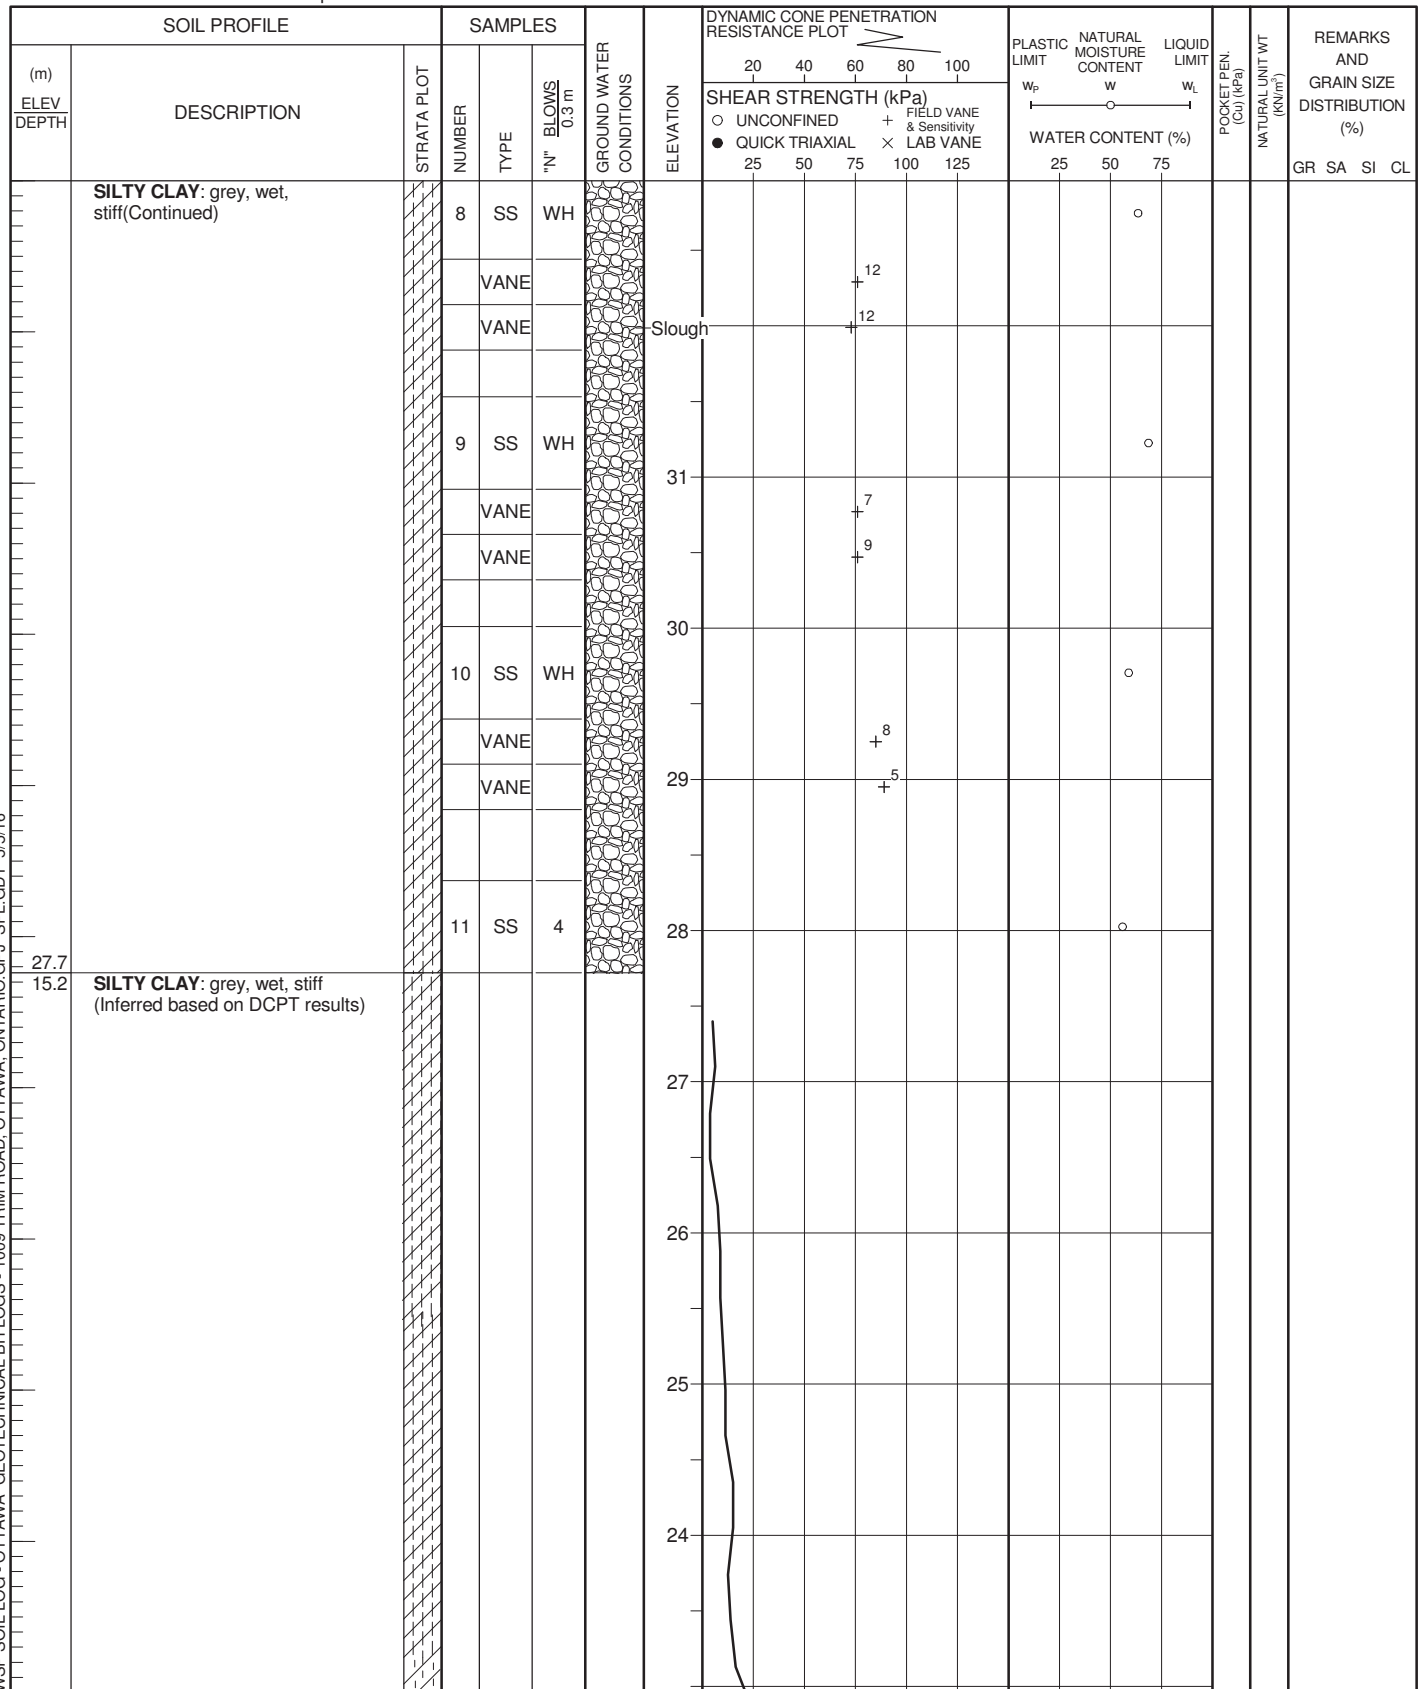 SOIL PROFILE
SAMPLES
DYNAMIC CONE PENETRATION
RESISTANCE PLOT
20 40 60 80 100
SHEAR STRENGTH (kPa)
○ UNCONFINED
+ FIELD VANE
& Sensitivity
● QUICK TRIAXIAL
× LAB VANE
25 50 75 100 125
PLASTIC
LIMIT
NATURAL
MOISTURE
CONTENT
LIQUID
LIMIT
WP
W
WL
WATER CONTENT (%)
25 50 75
POCKET PEN.
(Cu) (kPa)
NATURAL UNIT WT
(KN/m³)
REMARKS
AND
GRAIN SIZE
DISTRIBUTION
(%)
GR SA SI CL
(m)
ELEV
DEPTH
DESCRIPTION
STRATA PLOT
NUMBER
TYPE
"N" BLOWS
0.3 m
GROUND WATER
CONDITIONS
ELEVATION
SILTY CLAY: grey, wet,
stiff(Continued)
8 SS WH
VANE
12
VANE
Slough
12
9 SS WH
31
VANE
7
VANE
9
30
10 SS WH
VANE
8
VANE
5
29
11 SS 4
28
27.7
15.2
SILTY CLAY: grey, wet, stiff
(Inferred based on DCPT results)
27
26
25
24